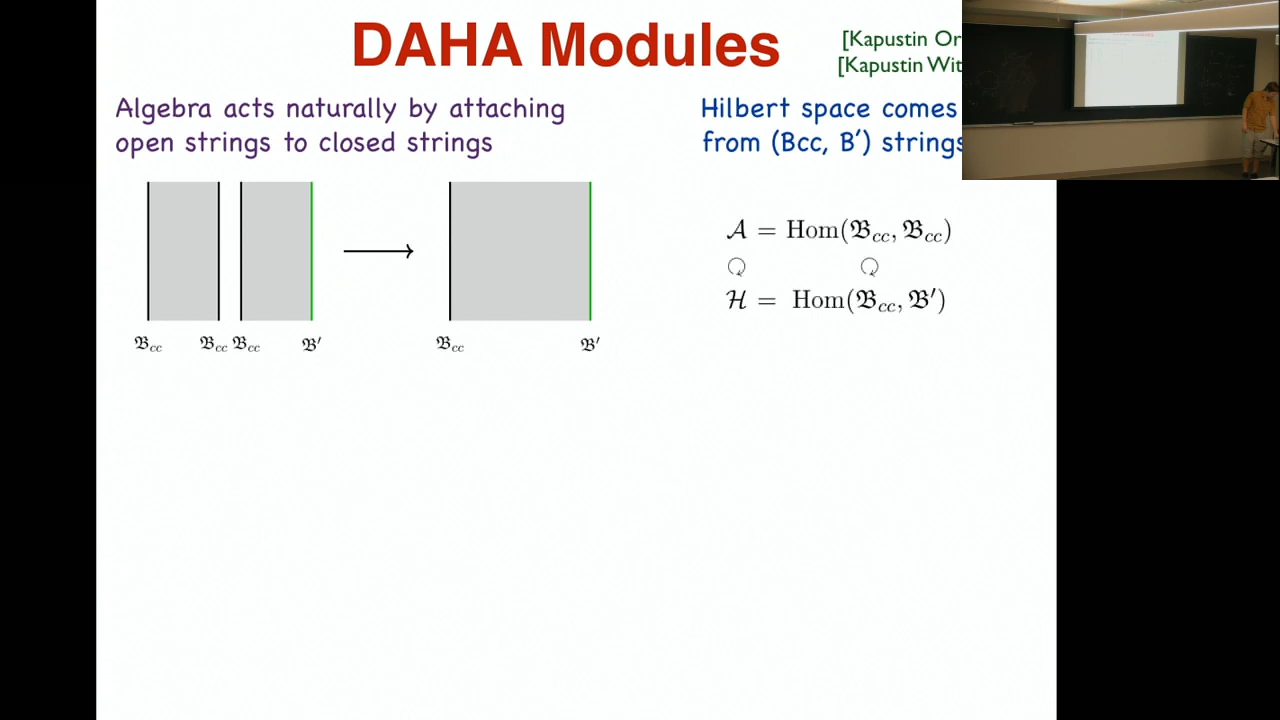 DAHA Modules
[Kapustin Or
[Kapustin Wit
Algebra acts naturally by attaching
open strings to closed strings
Hilbert space comes
from (Bcc, B′) strings
𝔅cc 𝔅cc 𝔅cc 𝔅′ ⟶ 𝔅cc 𝔅′
𝒜 = Hom(𝔅cc, 𝔅cc)
ℋ = Hom(𝔅cc, 𝔅′)